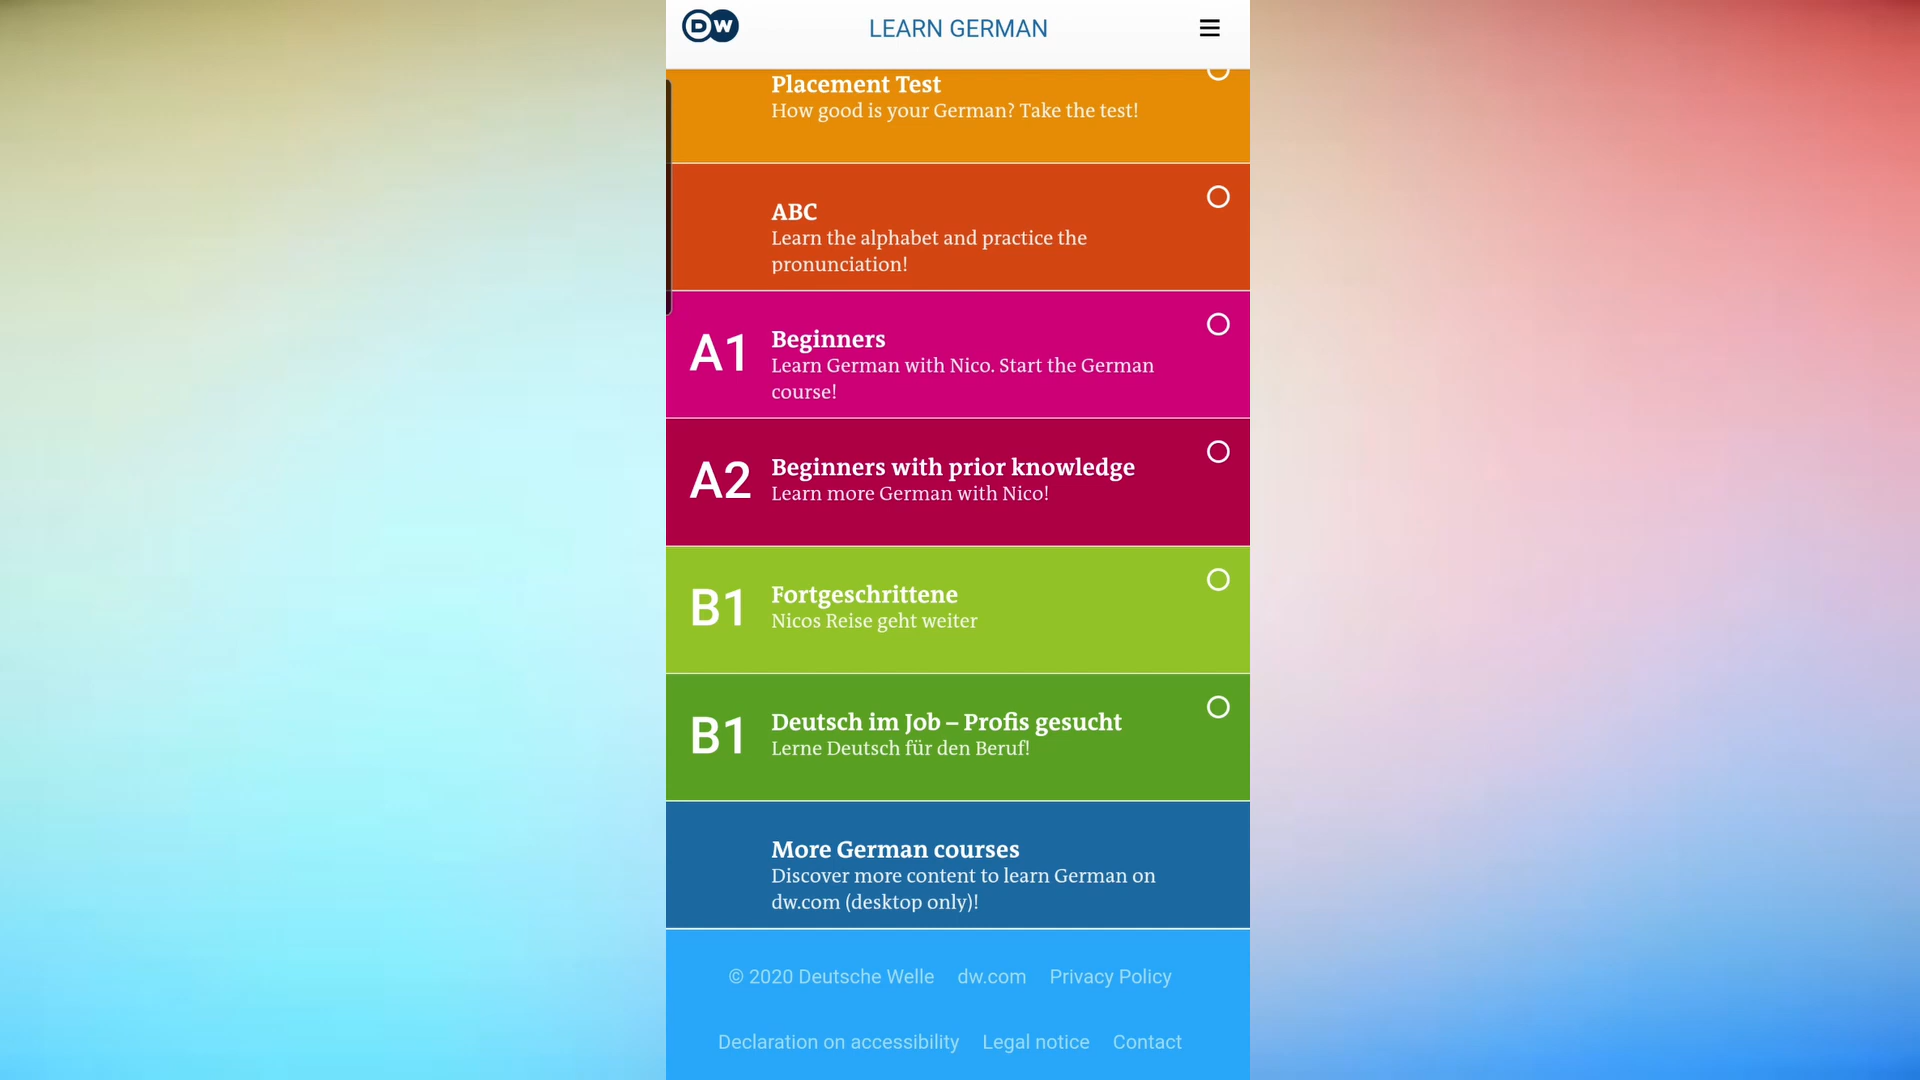 DW
LEARN GERMAN
Placement Test
How good is your German? Take the test!
ABC
Learn the alphabet and practice the
pronunciation!
A1
Beginners
Learn German with Nico. Start the German
course!
A2
Beginners with prior knowledge
Learn more German with Nico!
B1
Fortgeschrittene
Nicos Reise geht weiter
B1
Deutsch im Job – Profis gesucht
Lerne Deutsch für den Beruf!
More German courses
Discover more content to learn German on
dw.com (desktop only)!
© 2020 Deutsche Welle dw.com Privacy Policy
Declaration on accessibility Legal notice Contact